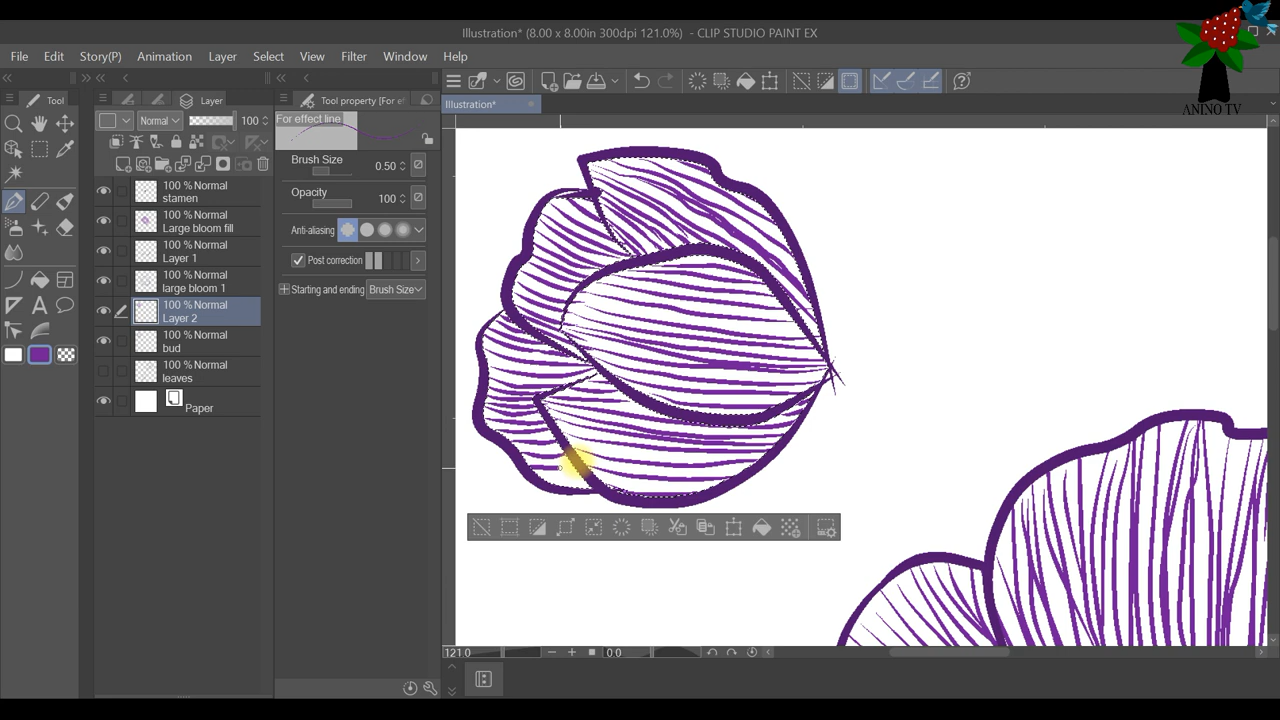 Illustration* (8.00 x 8.00in 300dpi 121.0%) - CLIP STUDIO PAINT EX
File Edit Story(P) Animation Layer Select View Filter Window Help
ANINO TV
Tool
Layer
Tool property [For ef
Illustration*
Normal 100
For effect line
Brush Size 0.50
Opacity 100
Anti-aliasing
Post correction
Starting and ending Brush Size
100 % Normal
stamen
100 % Normal
Large bloom fill
100 % Normal
Layer 1
100 % Normal
large bloom 1
100 % Normal
Layer 2
100 % Normal
bud
100 % Normal
leaves
Paper
121.0 0.0